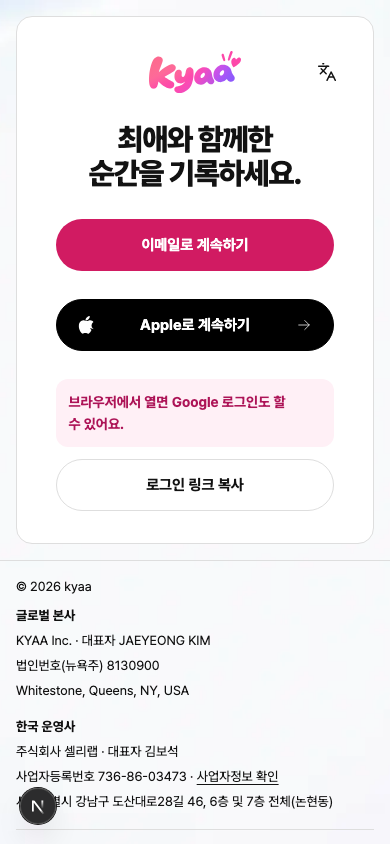 kyaa
최애와 함께한
순간을 기록하세요.
이메일로 계속하기
Apple로 계속하기
브라우저에서 열면 Google 로그인도 할
수 있어요.
로그인 링크 복사
© 2026 kyaa
글로벌 본사
KYAA Inc. · 대표자 JAEYEONG KIM
법인번호(뉴욕주) 8130900
Whitestone, Queens, NY, USA
한국 운영사
주식회사 셀리랩 · 대표자 김보석
사업자등록번호 736-86-03473 · 사업자정보 확인
강남구 도산대로28길 46, 6층 및 7층 전체(논현동)
N